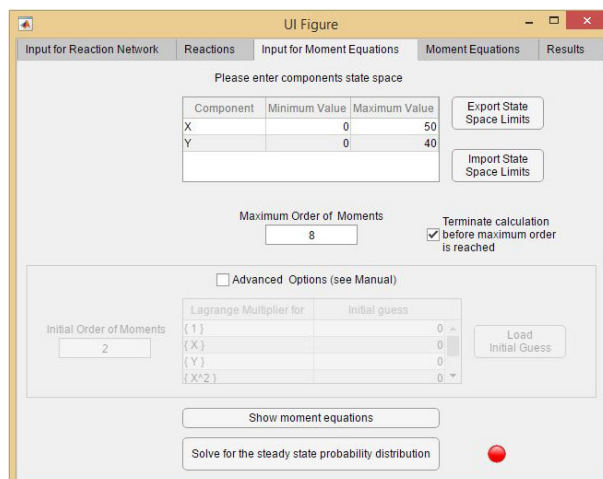 UI Figure
Input for Reaction Network Reactions Input for Moment Equations Moment Equations Results
Please enter components state space
Component Minimum Value Maximum Value
X 0 50
Y 0 40
Export State
Space Limits
Import State
Space Limits
Maximum Order of Moments
8
Terminate calculation
before maximum order
is reached
Advanced Options (see Manual)
Initial Order of Moments
2
Lagrange Multiplier for Initial guess
{ 1 } 0
{ X } 0
{ Y } 0
{ X^2 } 0
Load
Initial Guess
Show moment equations
Solve for the steady state probability distribution